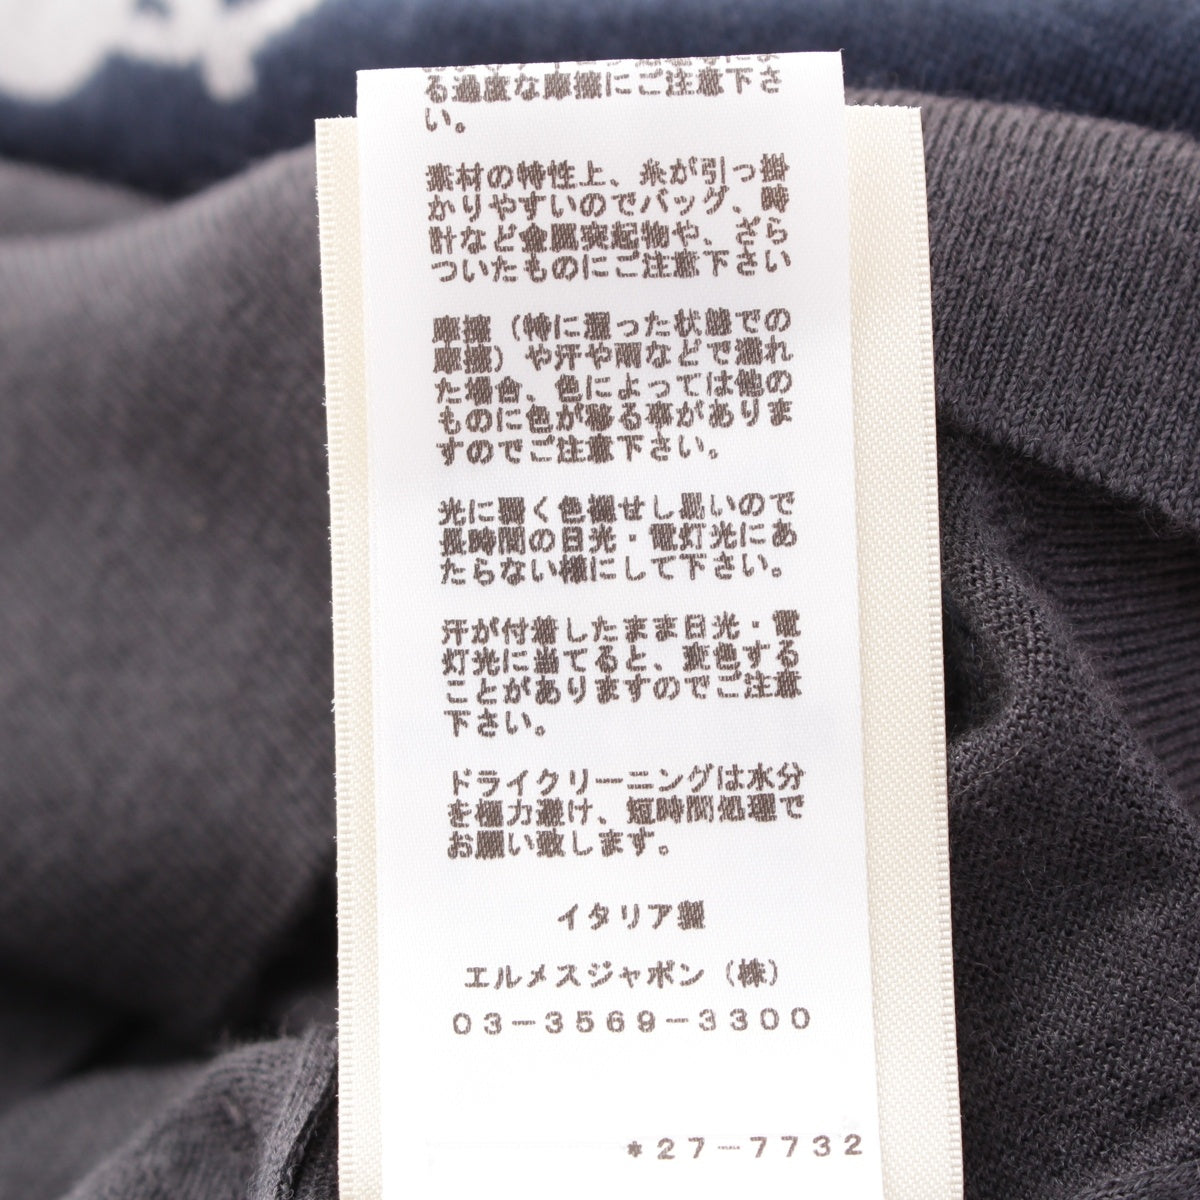 る過度な摩擦にご注意下さ
い。
素材の特性上、糸が引っ掛
かりやすいのでバッグ、時
計など金属突起物や、ざら
ついたものにご注意下さい
摩擦（特に湿った状態での
摩擦）や汗や雨などで濡れ
た場合、色によっては他の
ものに色が移る事がありま
すのでご注意下さい。
光に弱く色褪せし易いので
長時間の日光・電灯光にあ
たらない様にして下さい。
汗が付着したまま日光・電
灯光に当てると、変色する
ことがありますのでご注意
下さい。
ドライクリーニングは水分
を極力避け、短時間処理で
お願い致します。
イタリア製
エルメスジャポン（株）
03-3569-3300
*27-7732